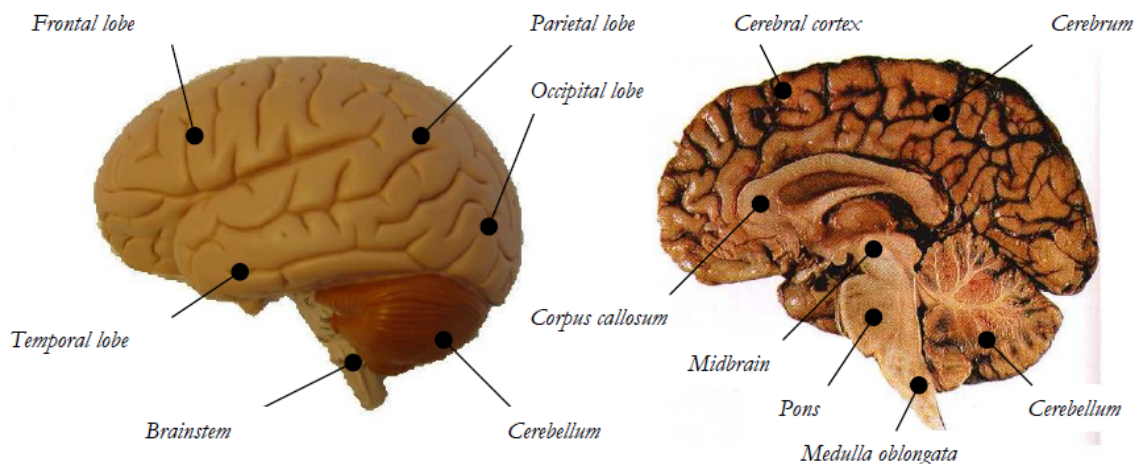 Frontal lobe
Parietal lobe
Occipital lobe
Temporal lobe
Brainstem
Cerebellum
Cerebral cortex
Cerebrum
Corpus callosum
Midbrain
Pons
Medulla oblongata
Cerebellum